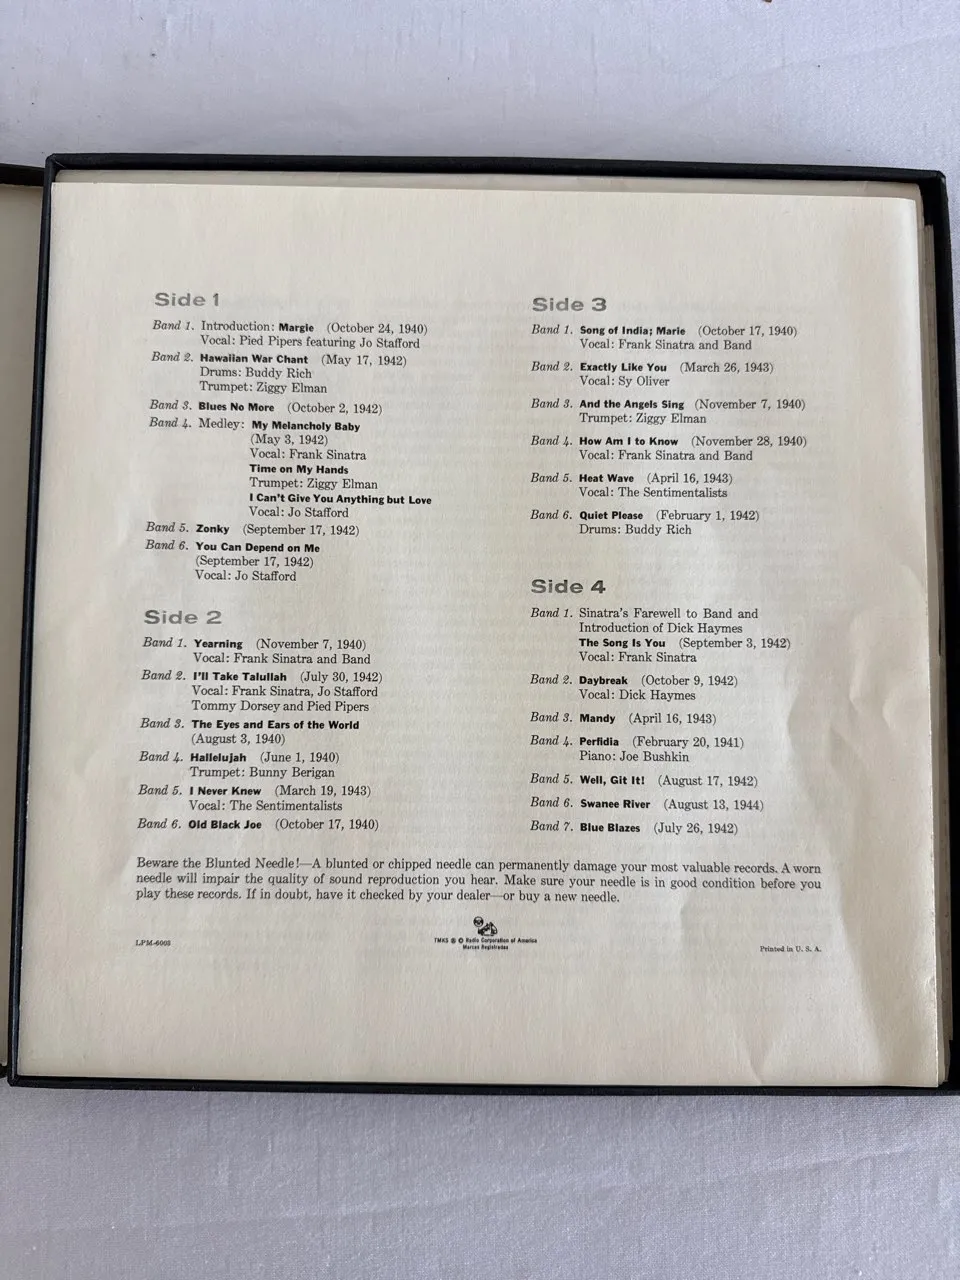 Side 1
Band 1. Introduction: Margie (October 24, 1940)
Vocal: Pied Pipers featuring Jo Stafford
Band 2. Hawaiian War Chant (May 17, 1942)
Drums: Buddy Rich
Trumpet: Ziggy Elman
Band 3. Blues No More (October 2, 1942)
Band 4. Medley: My Melancholy Baby
(May 3, 1942)
Vocal: Frank Sinatra
Time on My Hands
Trumpet: Ziggy Elman
I Can't Give You Anything but Love
Vocal: Jo Stafford
Band 5. Zonky (September 17, 1942)
Band 6. You Can Depend on Me
(September 17, 1942)
Vocal: Jo Stafford
Side 2
Band 1. Yearning (November 7, 1940)
Vocal: Frank Sinatra and Band
Band 2. I'll Take Talullah (July 30, 1942)
Vocal: Frank Sinatra, Jo Stafford
Tommy Dorsey and Pied Pipers
Band 3. The Eyes and Ears of the World
(August 3, 1940)
Band 4. Hallelujah (June 1, 1940)
Trumpet: Bunny Berigan
Band 5. I Never Knew (March 19, 1943)
Vocal: The Sentimentalists
Band 6. Old Black Joe (October 17, 1940)
Side 3
Band 1. Song of India; Marie (October 17, 1940)
Vocal: Frank Sinatra and Band
Band 2. Exactly Like You (March 26, 1943)
Vocal: Sy Oliver
Band 3. And the Angels Sing (November 7, 1940)
Trumpet: Ziggy Elman
Band 4. How Am I to Know (November 28, 1940)
Vocal: Frank Sinatra and Band
Band 5. Heat Wave (April 16, 1943)
Vocal: The Sentimentalists
Band 6. Quiet Please (February 1, 1942)
Drums: Buddy Rich
Side 4
Band 1. Sinatra's Farewell to Band and
Introduction of Dick Haymes
The Song Is You (September 3, 1942)
Vocal: Frank Sinatra
Band 2. Daybreak (October 9, 1942)
Vocal: Dick Haymes
Band 3. Mandy (April 16, 1943)
Band 4. Perfidia (February 20, 1941)
Piano: Joe Bushkin
Band 5. Well, Git It! (August 17, 1942)
Band 6. Swanee River (August 13, 1944)
Band 7. Blue Blazes (July 26, 1942)
Beware the Blunted Needle!—A blunted or chipped needle can permanently damage your most valuable records. A worn
needle will impair the quality of sound reproduction you hear. Make sure your needle is in good condition before you
play these records. If in doubt, have it checked by your dealer—or buy a new needle.
LPM-6003
TMKS ® © Radio Corporation of America
Marcas Registradas
Printed in U. S. A.